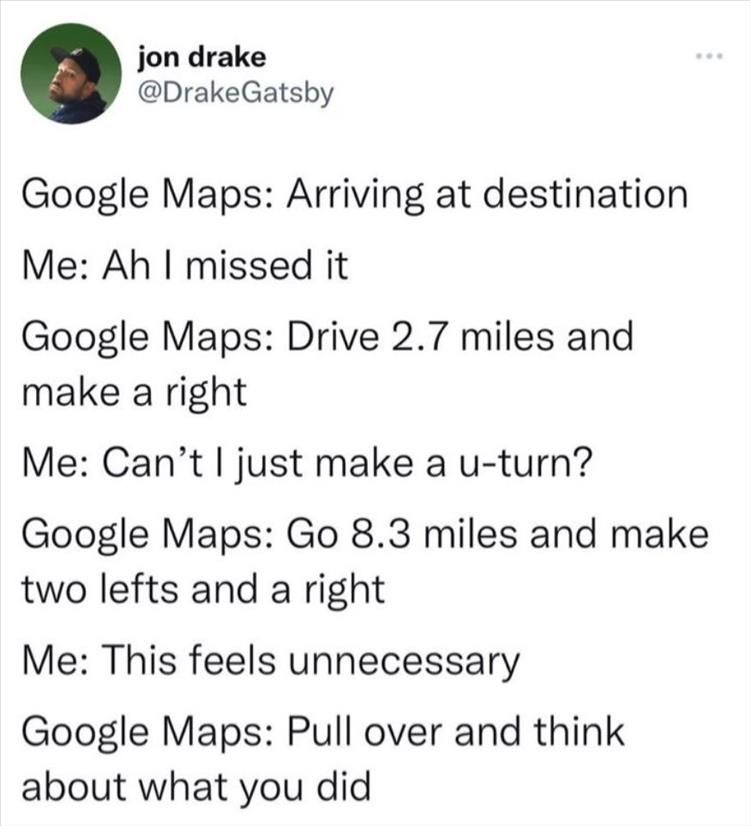 jon drake
@DrakeGatsby
Google Maps: Arriving at destination
Me: Ah I missed it
Google Maps: Drive 2.7 miles and
make a right
Me: Can’t I just make a u-turn?
Google Maps: Go 8.3 miles and make
two lefts and a right
Me: This feels unnecessary
Google Maps: Pull over and think
about what you did